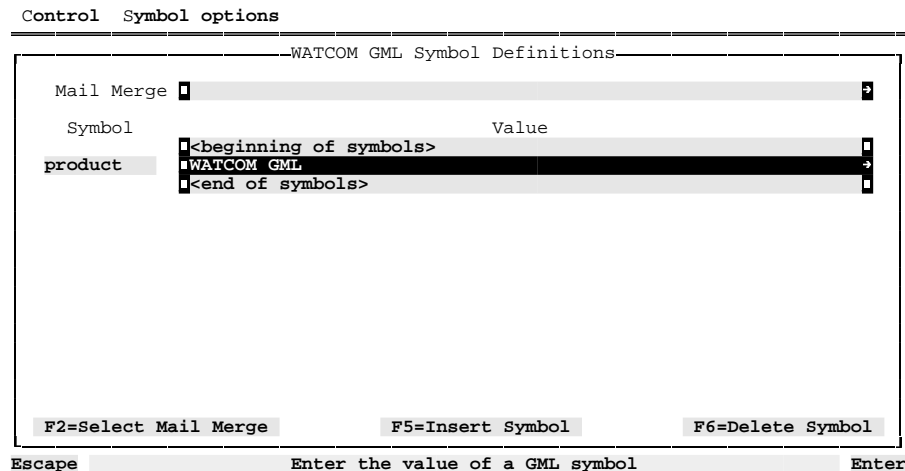 Control Symbol options
WATCOM GML Symbol Definitions
Mail Merge
Symbol Value
<beginning of symbols>
product WATCOM GML
<end of symbols>
F2=Select Mail Merge F5=Insert Symbol F6=Delete Symbol
Escape Enter the value of a GML symbol Enter